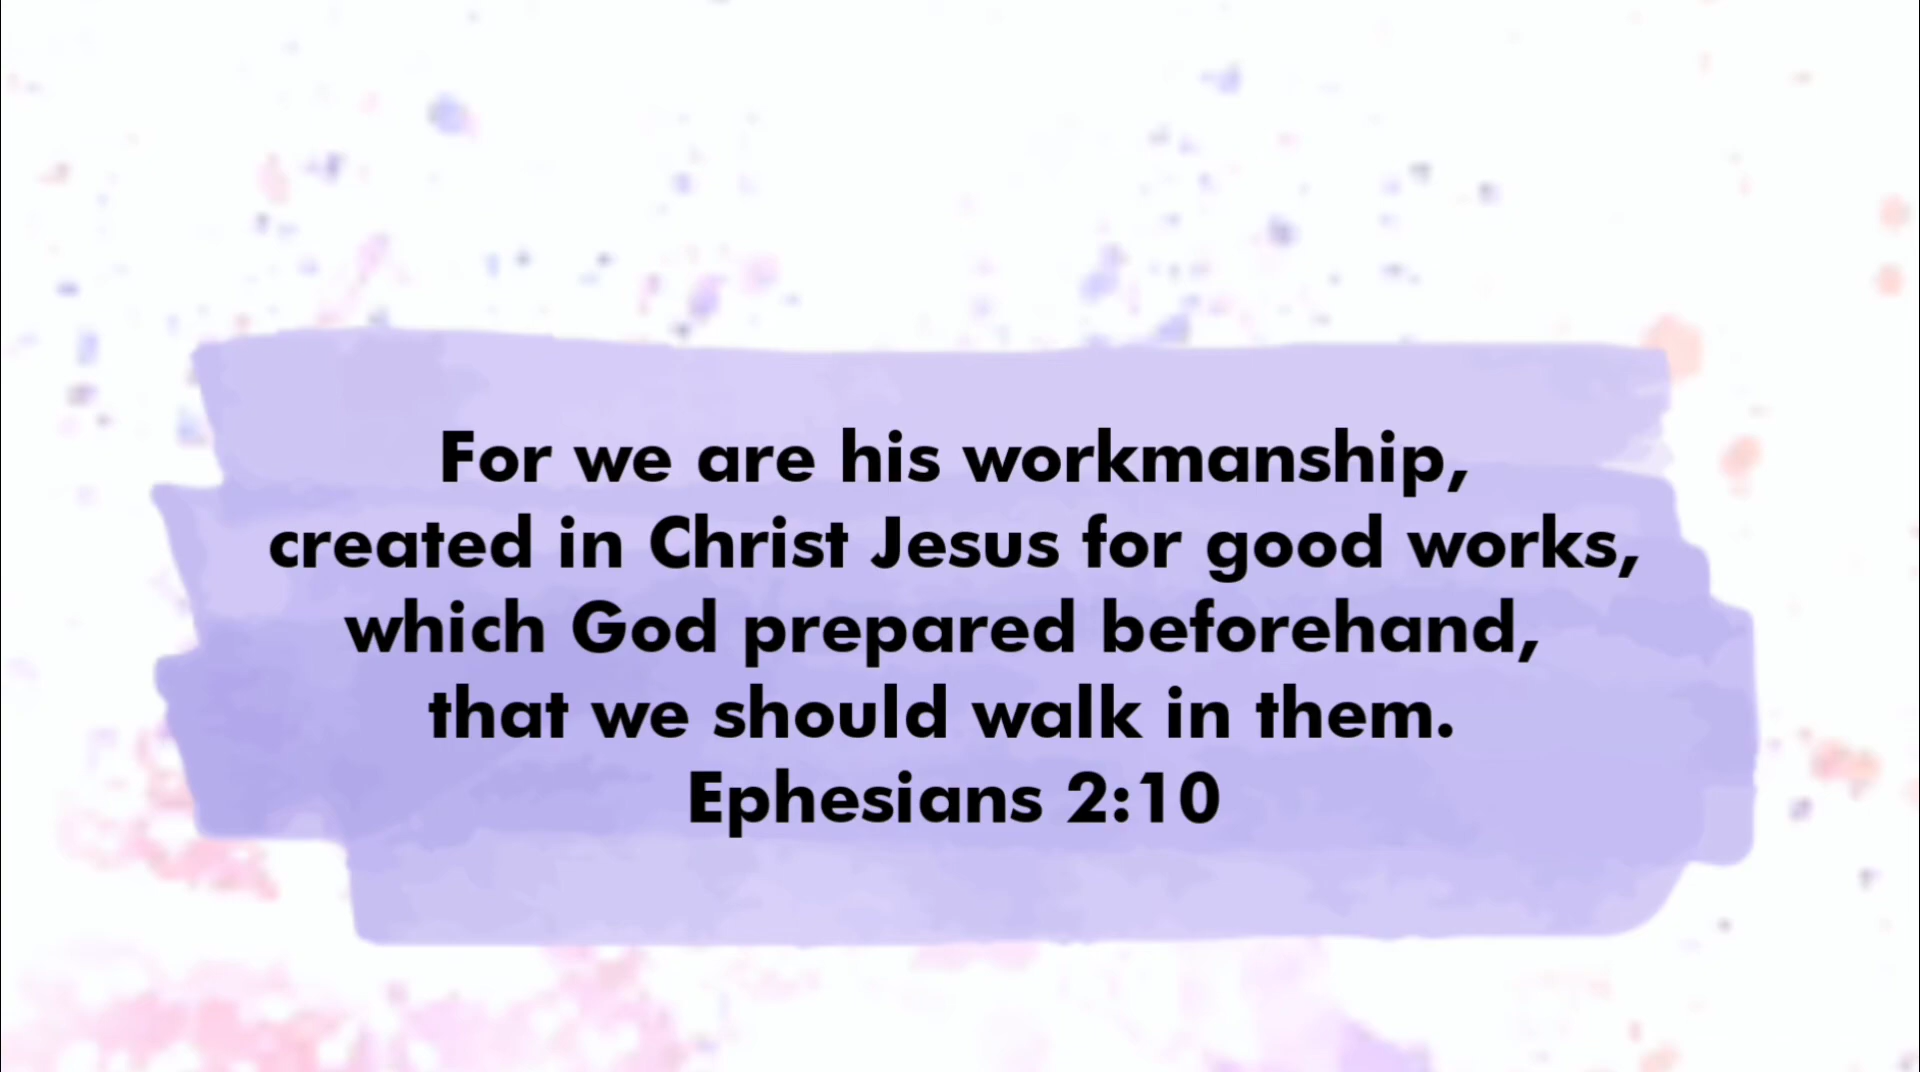 For we are his workmanship,
created in Christ Jesus for good works,
which God prepared beforehand,
that we should walk in them.
Ephesians 2:10